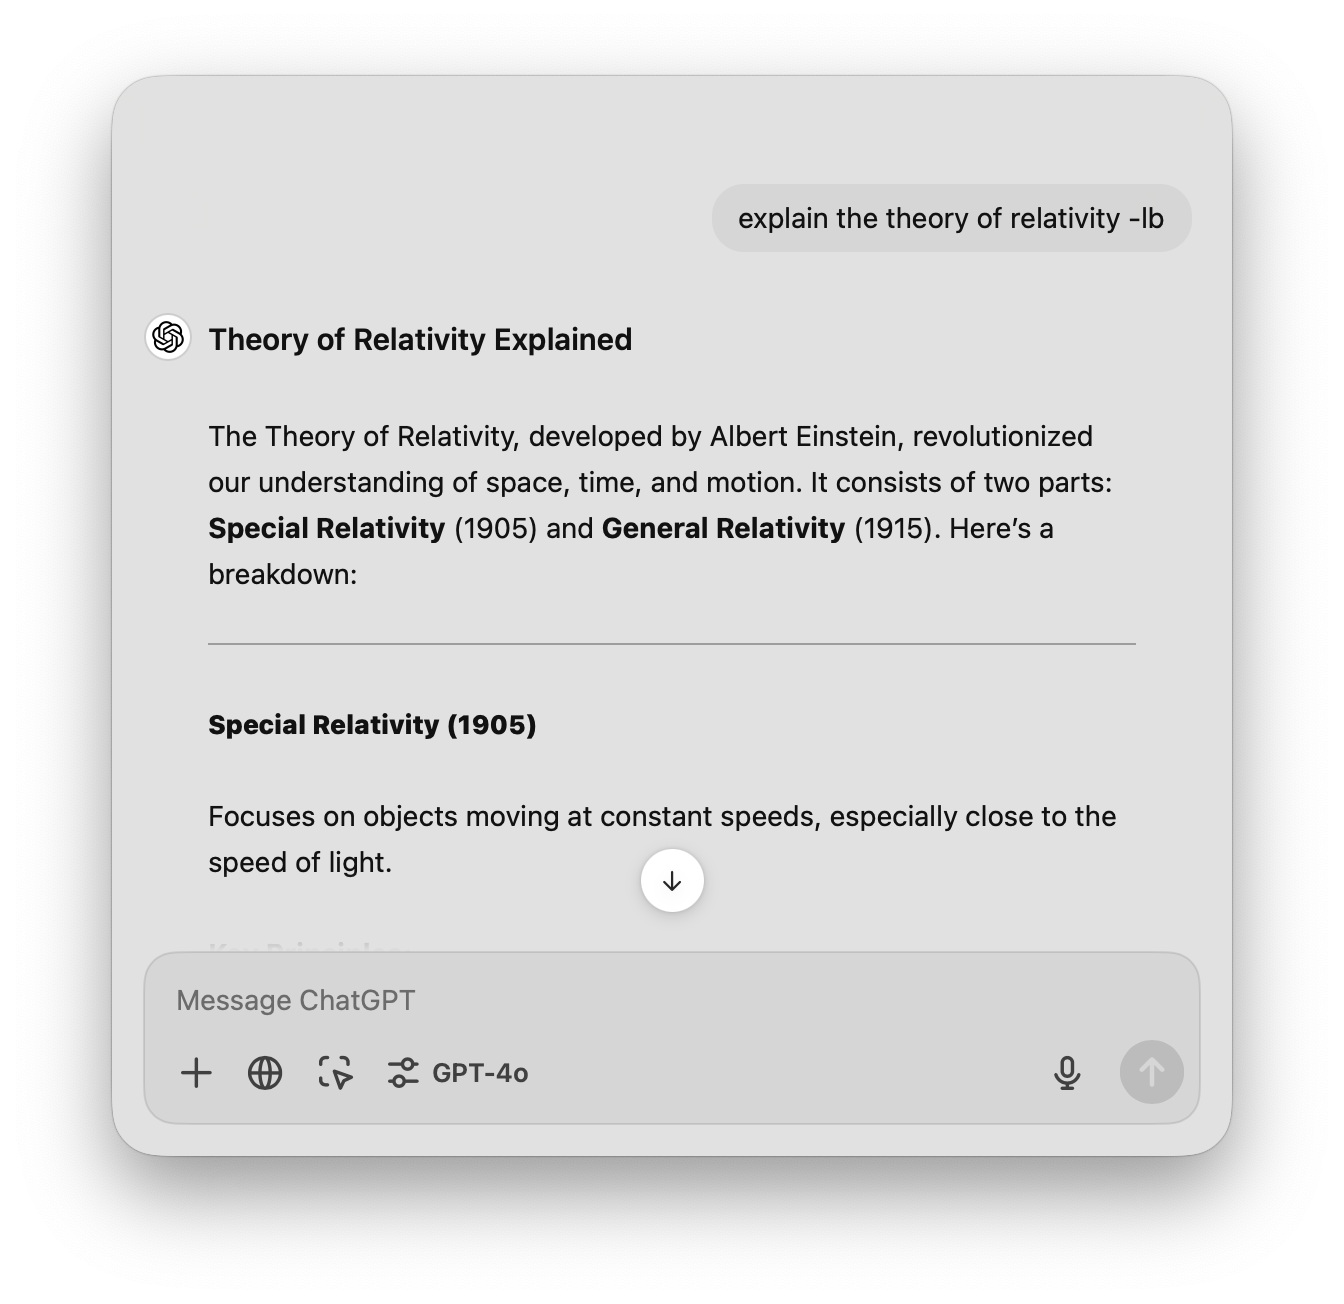 explain the theory of relativity -lb
Theory of Relativity Explained
The Theory of Relativity, developed by Albert Einstein, revolutionized
our understanding of space, time, and motion. It consists of two parts:
Special Relativity (1905) and General Relativity (1915). Here’s a
breakdown:
Special Relativity (1905)
Focuses on objects moving at constant speeds, especially close to the
speed of light.
Key Principles
Message ChatGPT
GPT-4o